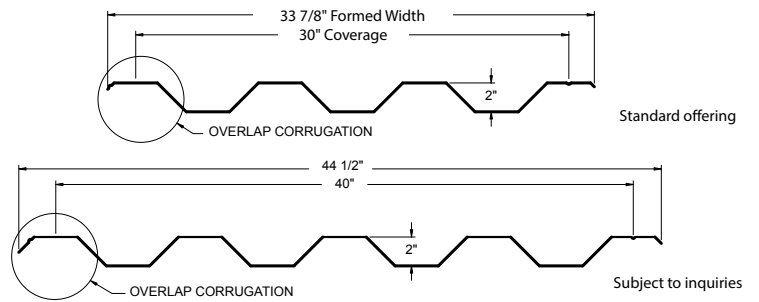 33 7/8" Formed Width
30" Coverage
2"
OVERLAP CORRUGATION
Standard offering
44 1/2"
40"
2"
OVERLAP CORRUGATION
Subject to inquiries